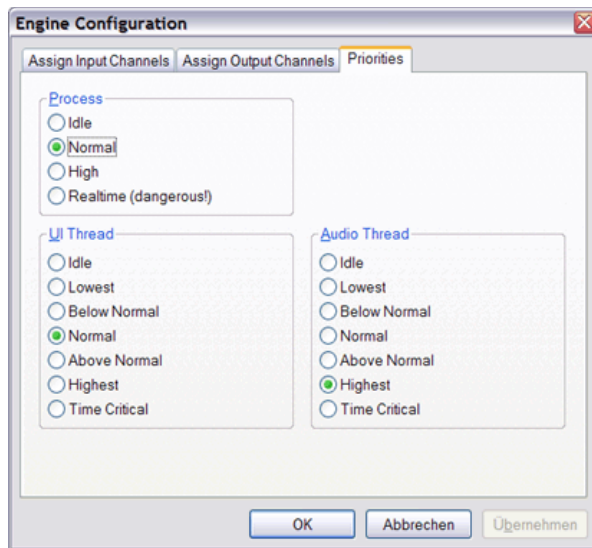 Engine Configuration
Assign Input Channels
Assign Output Channels
Priorities
Process
Idle
Normal
High
Realtime (dangerous!)
UI Thread
Idle
Lowest
Below Normal
Normal
Above Normal
Highest
Time Critical
Audio Thread
Idle
Lowest
Below Normal
Normal
Above Normal
Highest
Time Critical
OK
Abbrechen
Übernehmen